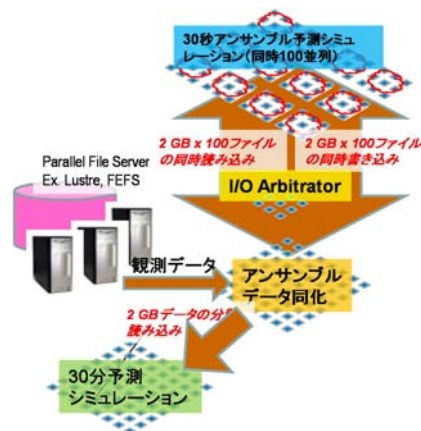 30秒アンサンブル予測シミュ
レーション(同時100並列)
2 GB x 100ファイル
の同時読み込み
2 GB x 100ファイル
の同時書き込み
I/O Arbitrator
Parallel File Server
Ex. Lustre, FEFS
観測データ
アンサンブル
データ同化
2 GBデータの分
読み込み
30分予測
シミュレーション